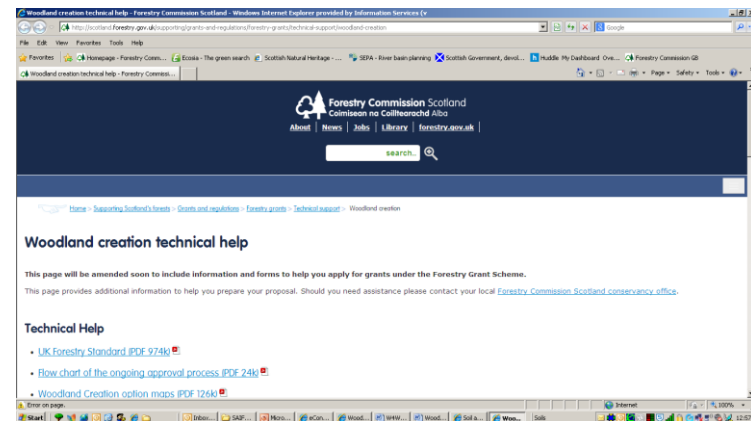 Woodland creation technical help - Forestry Commission Scotland - Windows Internet Explorer provided by Information Services (v
http://scotland.forestry.gov.uk/supporting/grants-and-regulations/forestry-grants/technical-support/woodland-creation
Google
File Edit View Favorites Tools Help
Favorites Homepage - Forestry Comm... Ecosia - The green search Scottish Natural Heritage - ... SEPA - River basin planning Scottish Government, devol... Huddle My Dashboard Ove... Forestry Commission GB
Woodland creation technical help - Forestry Commissi... Page Safety Tools
Forestry Commission Scotland
Coimisean na Coilltearachd Alba
About | News | Jobs | Library | forestry.gov.uk |
search..
Home > Supporting Scotland's forests > Grants and regulations > Forestry grants > Technical support > Woodland creation
Woodland creation technical help
This page will be amended soon to include information and forms to help you apply for grants under the Forestry Grant Scheme.
This page provides additional information to help you prepare your proposal. Should you need assistance please contact your local Forestry Commission Scotland conservancy office.
Technical Help
• UK Forestry Standard (PDF 974k)
• Flow chart of the ongoing approval process (PDF 24k)
• Woodland Creation option maps (PDF 126k)
Error on page. Internet 100%
Start Inbox... SAIF... Micro... eCon... Wood... W4W... Wood... Soil a... Woo... Soils 12:57